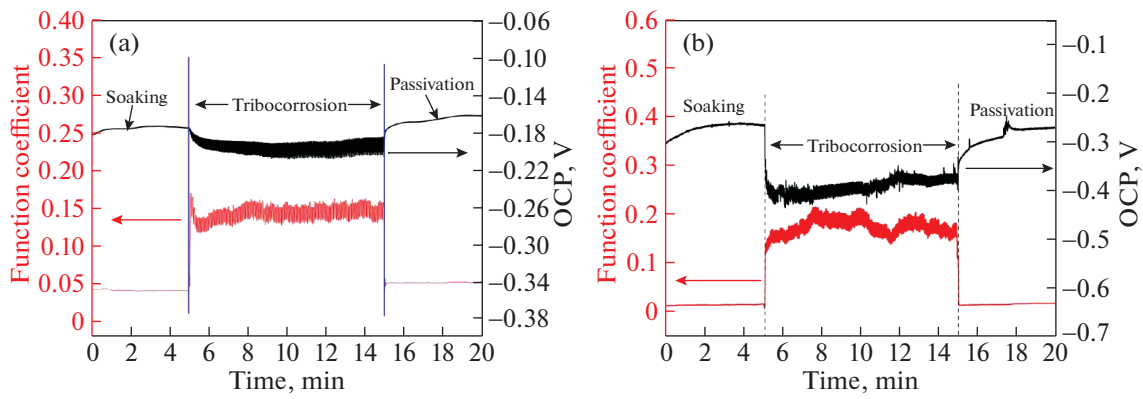 (a)
Function coefficient
0.40
0.35
0.30
0.25
0.20
0.15
0.10
0.05
0
Soaking
Tribocorrosion
Passivation
–0.06
–0.10
–0.16
–0.18
–0.20
–0.26
–0.28
–0.34
–0.38
OCP, V
0 2 4 6 8 10 12 14 16 18 20
Time, min
(b)
Function coefficient
0.6
0.5
0.4
0.3
0.2
0.1
0
Soaking
Tribocorrosion
Passivation
–0.1
–0.2
–0.3
–0.4
–0.5
–0.6
–0.7
OCP, V
0 2 4 6 8 10 12 14 16 18 20
Time, min